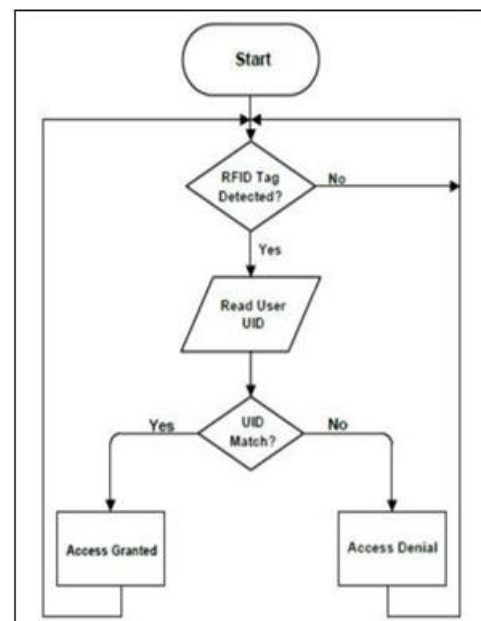 Start
RFID Tag
Detected?
No
Yes
Read User
UID
UID
Match?
Yes
No
Access Granted
Access Denial